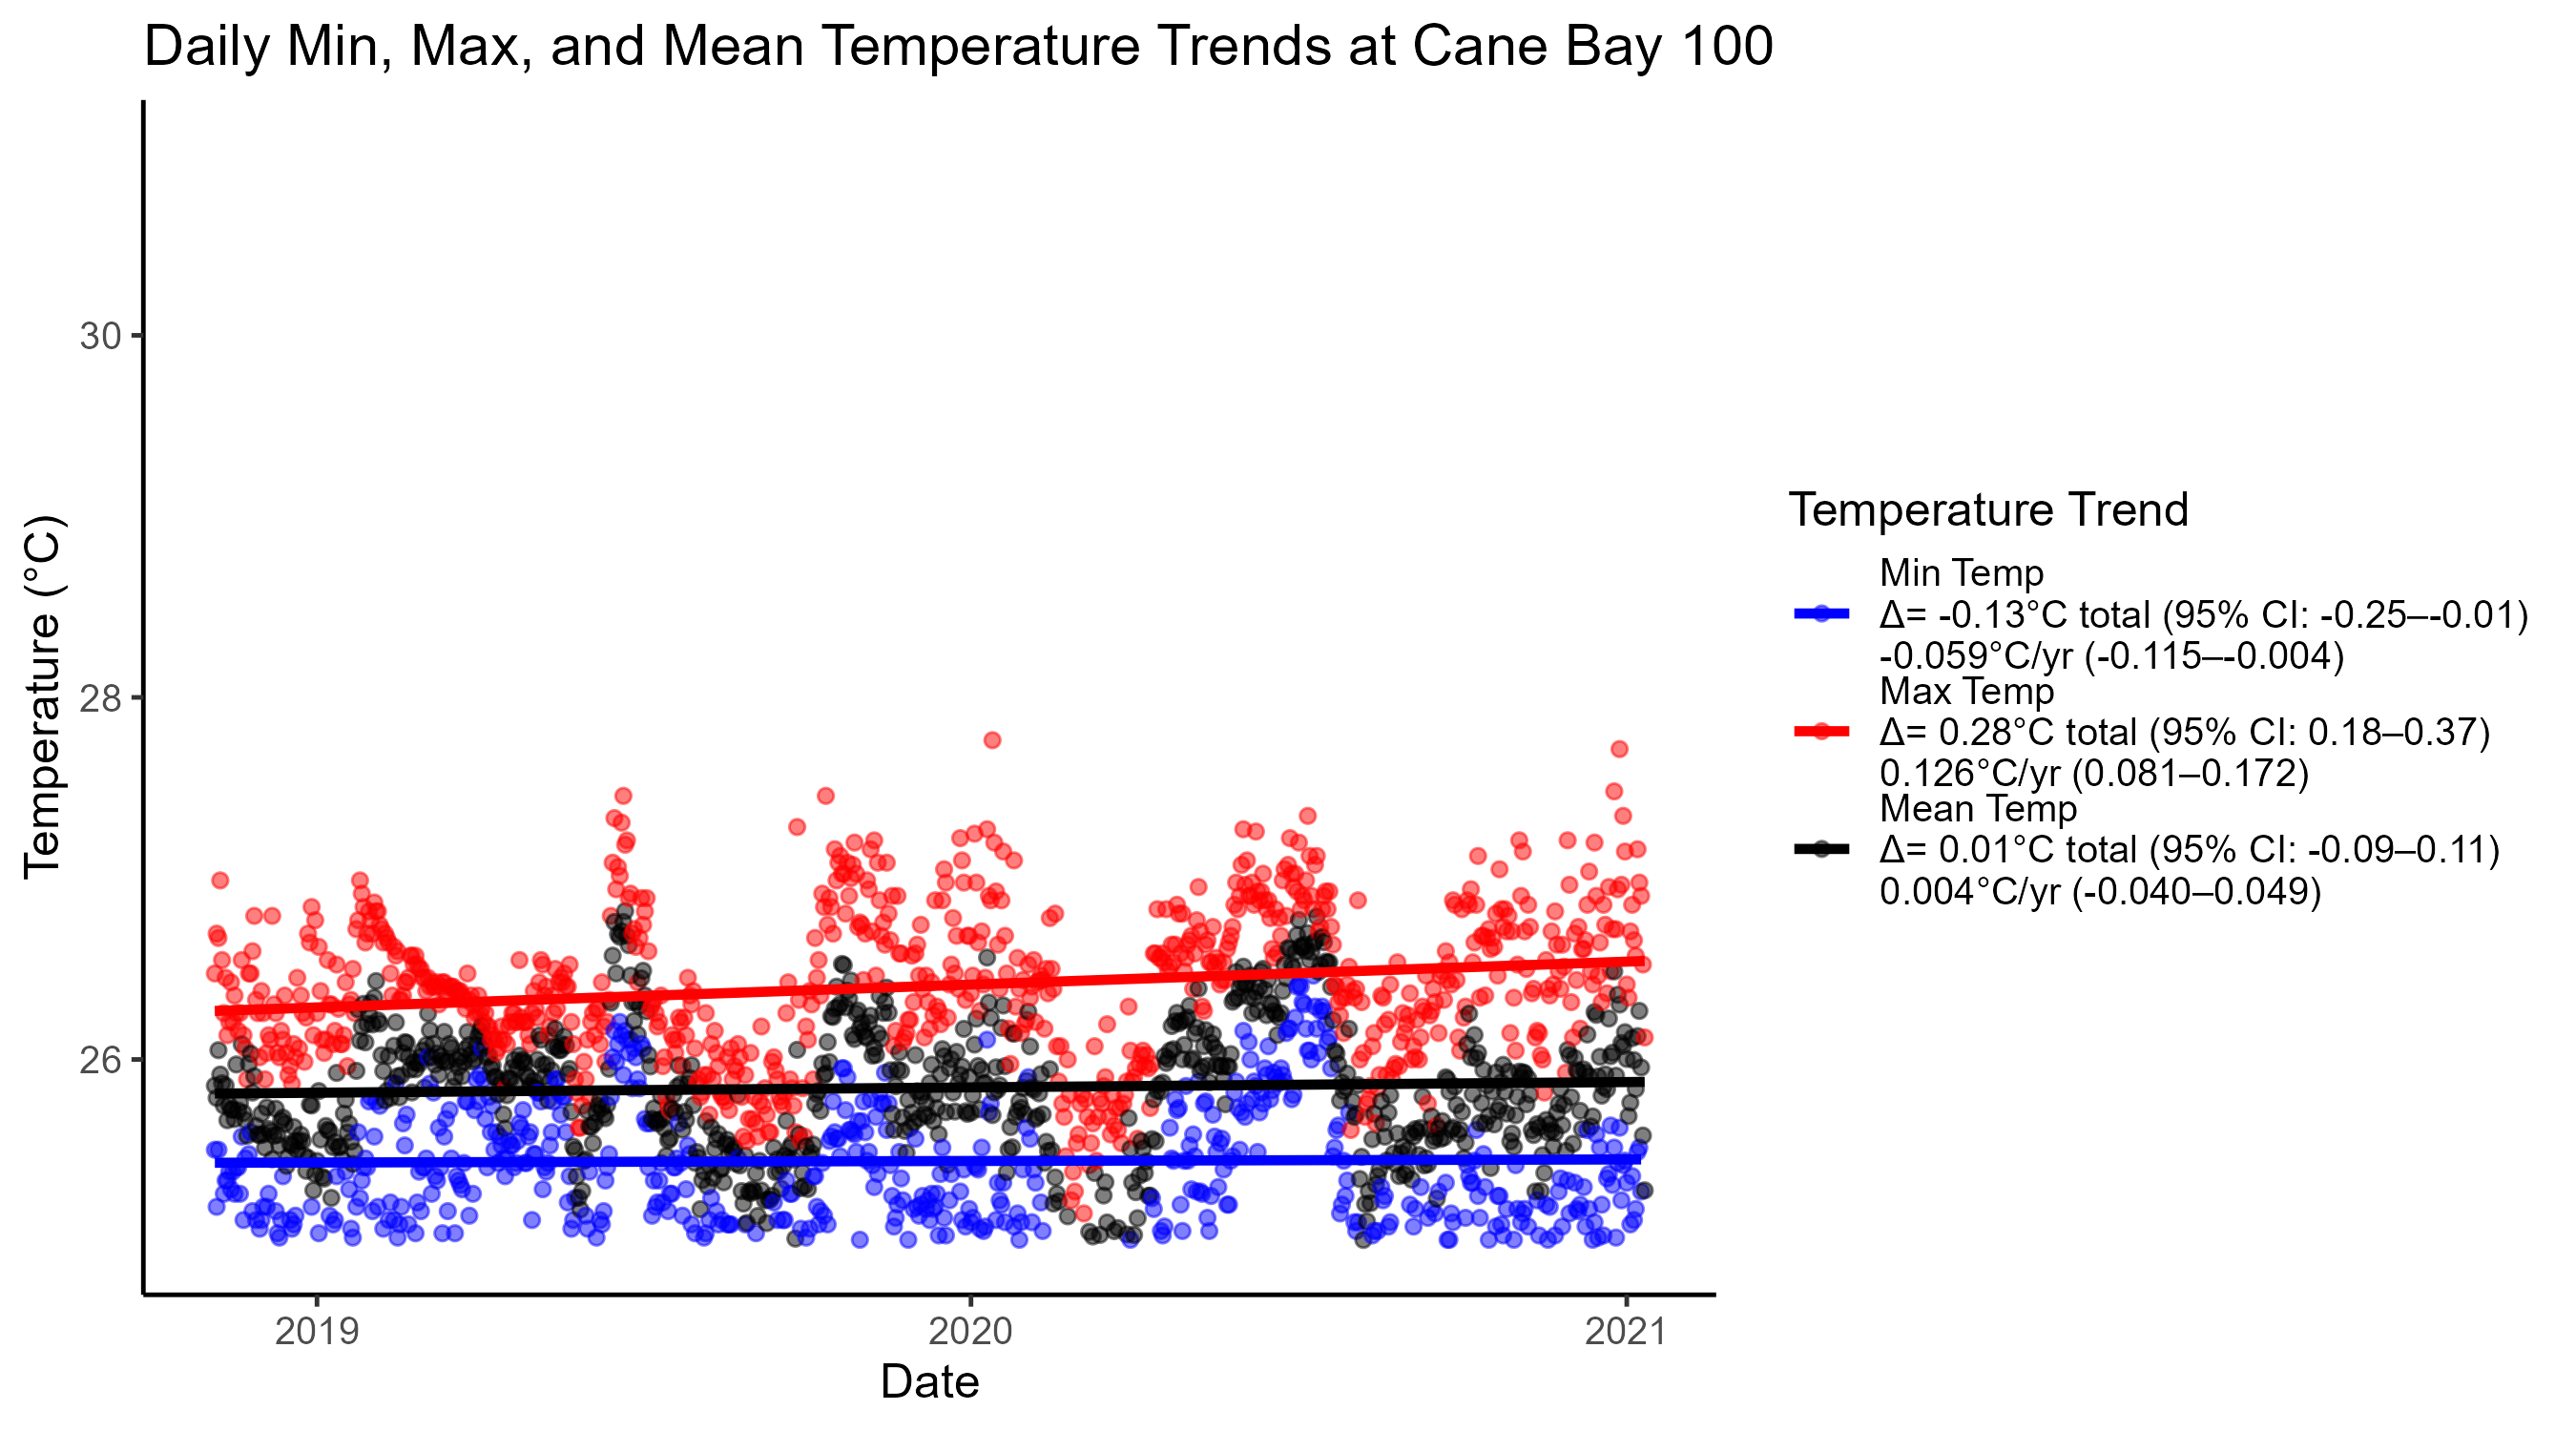 Daily Min, Max, and Mean Temperature Trends at Cane Bay 100
Temperature (°C)
30
28
26
2019
2020
2021
Date
Temperature Trend
Min Temp
Δ= -0.13°C total (95% CI: -0.25–-0.01)
-0.059°C/yr (-0.115–-0.004)
Max Temp
Δ= 0.28°C total (95% CI: 0.18–0.37)
0.126°C/yr (0.081–0.172)
Mean Temp
Δ= 0.01°C total (95% CI: -0.09–0.11)
0.004°C/yr (-0.040–0.049)